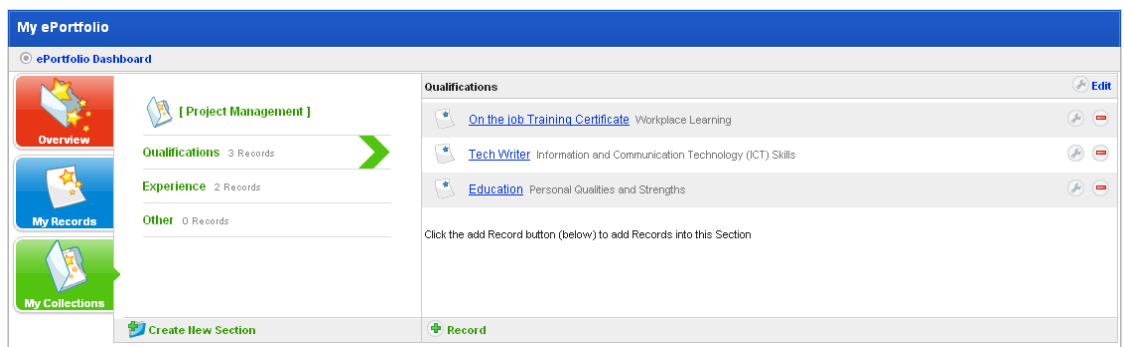 My ePortfolio
ePortfolio Dashboard
Overview
My Records
My Collections
[ Project Management ]
Qualifications 3 Records
Experience 2 Records
Other 0 Records
Create New Section
Qualifications Edit
On the job Training Certificate Workplace Learning
Tech Writer Information and Communication Technology (ICT) Skills
Education Personal Qualities and Strengths
Click the add Record button (below) to add Records into this Section
Record